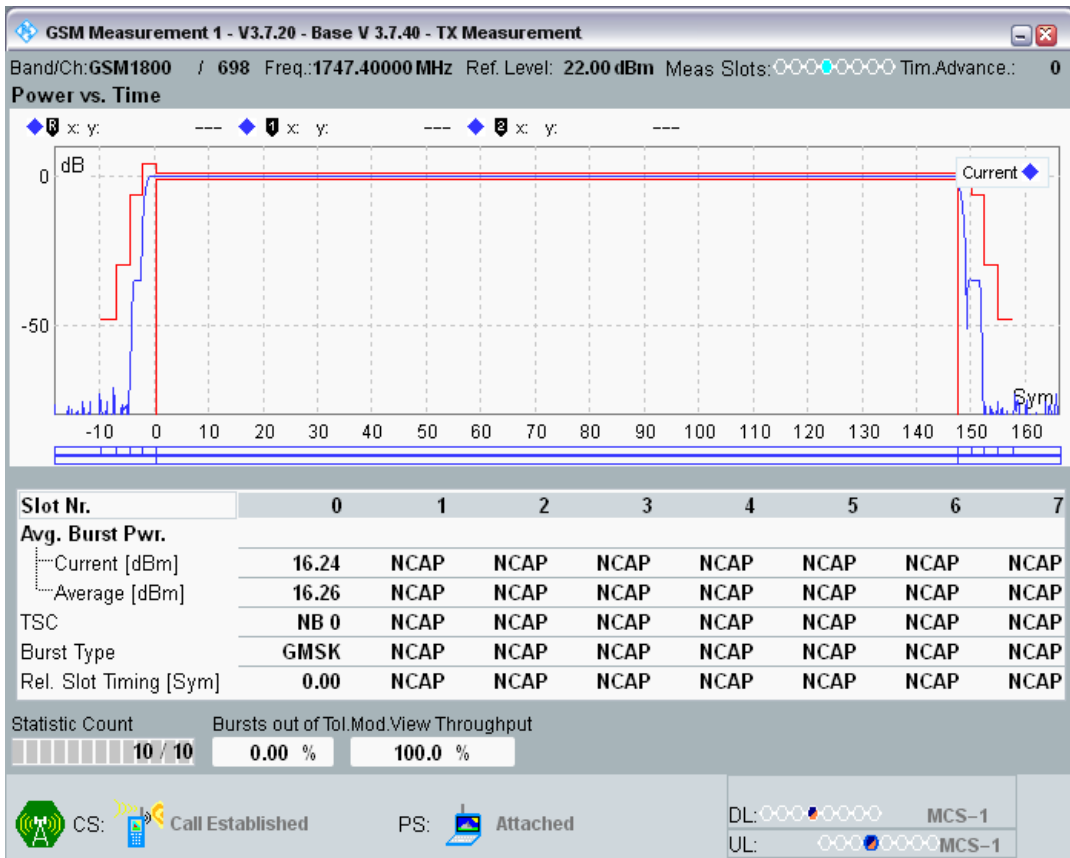 GSM Measurement 1 - V3.7.20 - Base V 3.7.40 - TX Measurement
Band/Ch:GSM1800 / 698 Freq.:1747.40000 MHz Ref. Level: 22.00 dBm Meas Slots: Tim.Advance.: 0
Power vs. Time
R x: y: --- 1 x: y: --- 2 x: y: ---
dB
Current
0
-50
Sym
-10 0 10 20 30 40 50 60 70 80 90 100 110 120 130 140 150 160
Slot Nr. 0 1 2 3 4 5 6 7
Avg. Burst Pwr.
Current [dBm] 16.24 NCAP NCAP NCAP NCAP NCAP NCAP NCAP
Average [dBm] 16.26 NCAP NCAP NCAP NCAP NCAP NCAP NCAP
TSC NB 0 NCAP NCAP NCAP NCAP NCAP NCAP NCAP
Burst Type GMSK NCAP NCAP NCAP NCAP NCAP NCAP NCAP
Rel. Slot Timing [Sym] 0.00 NCAP NCAP NCAP NCAP NCAP NCAP NCAP
Statistic Count Bursts out of Tol.Mod.View Throughput
10 / 10 0.00 % 100.0 %
CS: Call Established PS: Attached
DL: MCS-1
UL: MCS-1